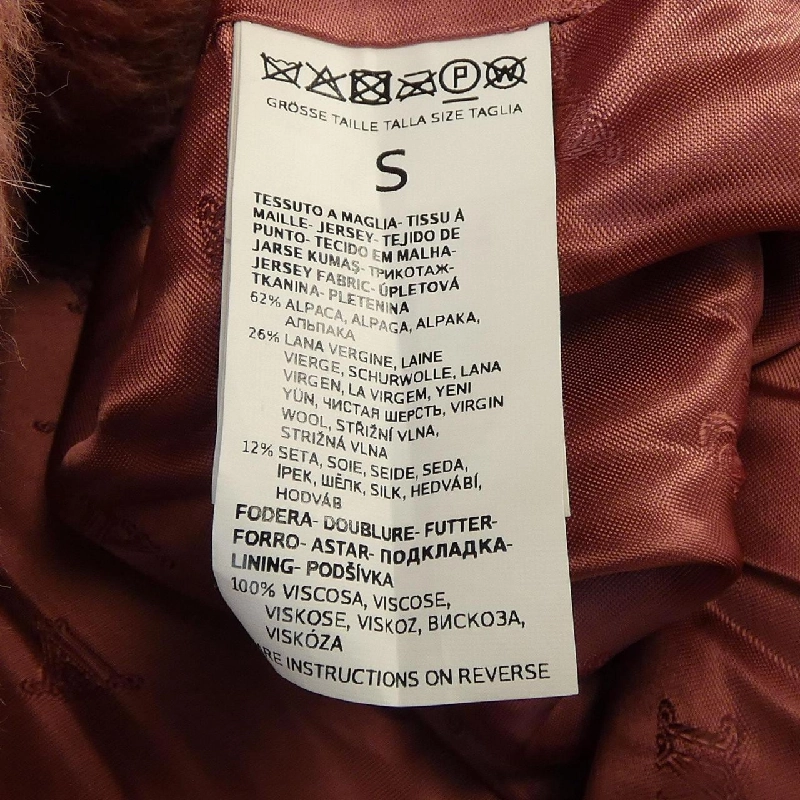 P W
GRÖSSE TAILLE TALLA SIZE TAGLIA
S
TESSUTO A MAGLIA- TISSU À
MAILLE- JERSEY- TEJIDO DE
PUNTO- TECIDO EM MALHA-
JARSE KUMAŞ- ТРИКОТАЖ-
JERSEY FABRIC- ÚPLETOVÁ
TKANINA- PLETENINA
62% ALPACA, ALPAGA, ALPAKA,
АЛЬПАКА
26% LANA VERGINE, LAINE
VIERGE, SCHURWOLLE, LANA
VIRGEN, LA VIRGEM, YENI
YÜN, ЧИСТАЯ ШЕРСТЬ, VIRGIN
WOOL, STŘIŽNÍ VLNA,
STRIŽNÁ VLNA
12% SETA, SOIE, SEIDE, SEDA,
İPEK, ШЁЛК, SILK, HEDVÁBÍ,
HODVÁB
FODERA- DOUBLURE- FUTTER-
FORRO- ASTAR- ПОДКЛАДКА-
LINING- PODŠÍVKA
100% VISCOSA, VISCOSE,
VISKOSE, VISKOZ, ВИСКОЗА,
VISKÓZA
ARE INSTRUCTIONS ON REVERSE